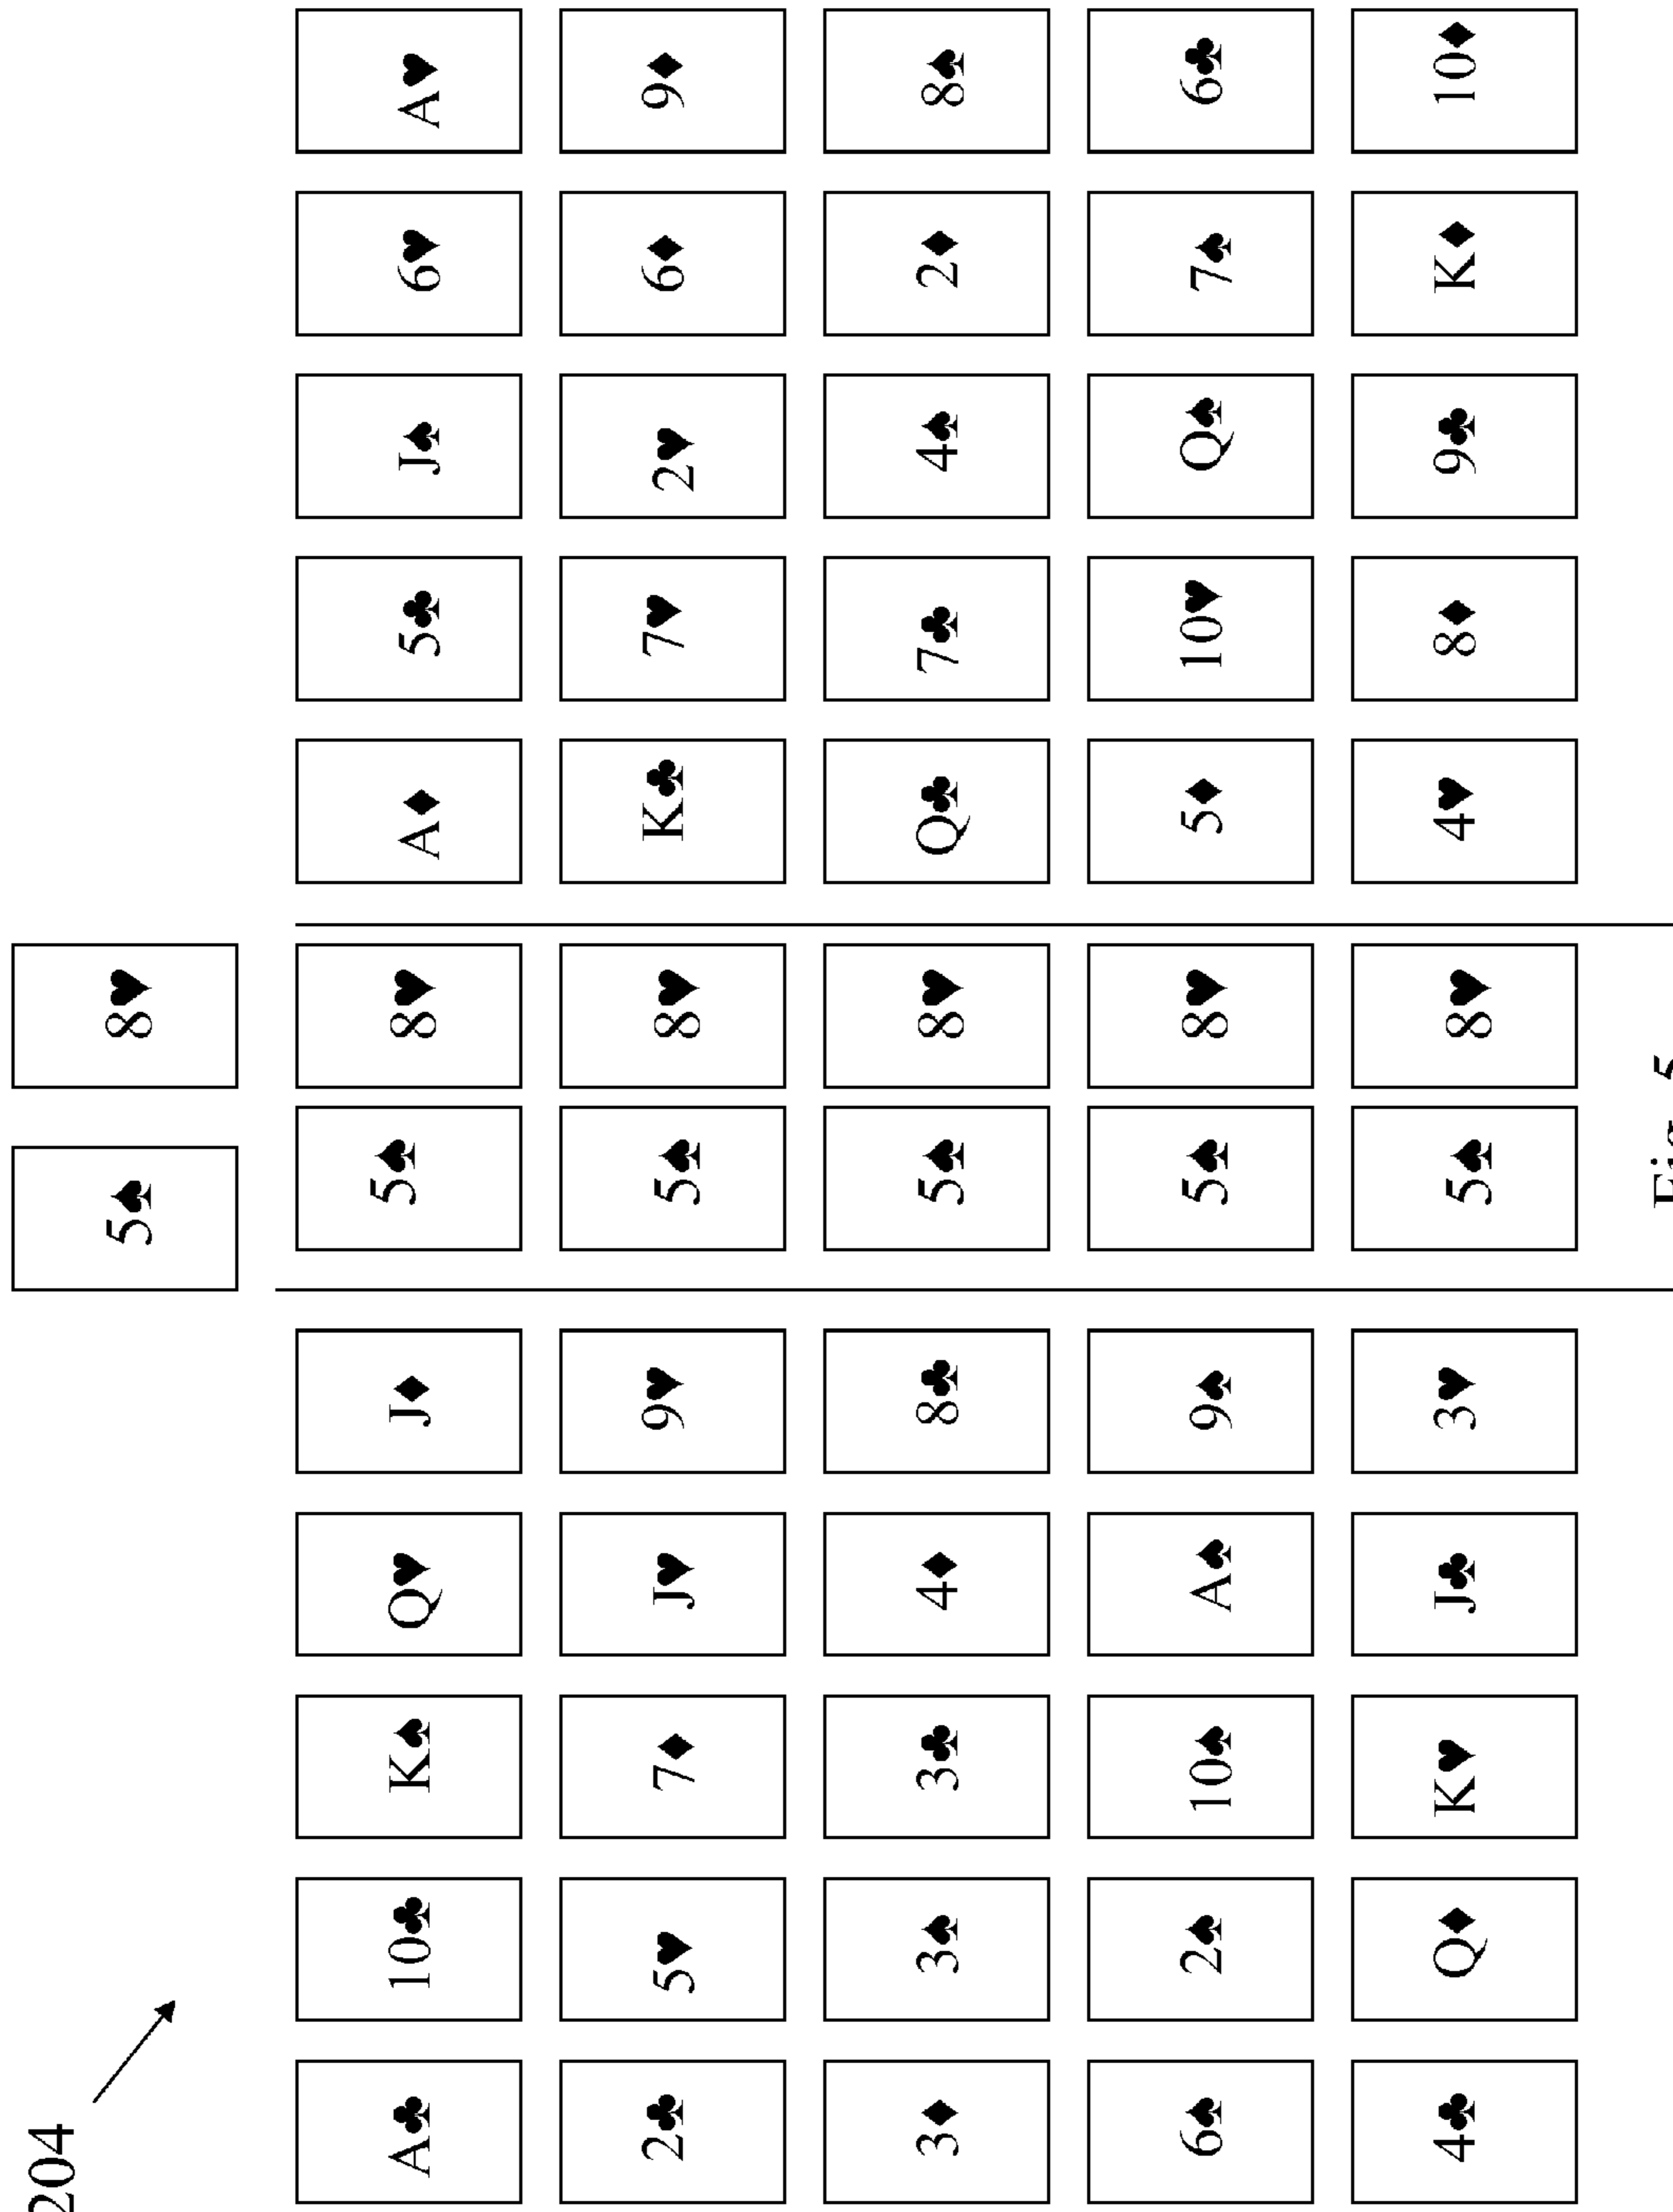 204
5♠ 8♥
A♣ 10♣ K♠ Q♥ J♦ 5♠ 8♥ A♦ 5♣ J♠ 6♥ A♥
2♣ 5♥ 7♦ J♥ 9♥ 5♠ 8♥ K♣ 7♥ 2♥ 6♦ 9♦
3♦ 3♠ 3♣ 4♦ 8♣ 5♠ 8♥ Q♣ 7♣ 4♠ 2♦ 8♠
6♠ 2♠ 10♠ A♠ 9♠ 5♠ 8♥ 5♦ 10♥ Q♠ 7♠ 6♣
4♣ Q♦ K♥ J♣ 3♥ 5♠ 8♥ 4♥ 8♦ 9♣ K♦ 10♦